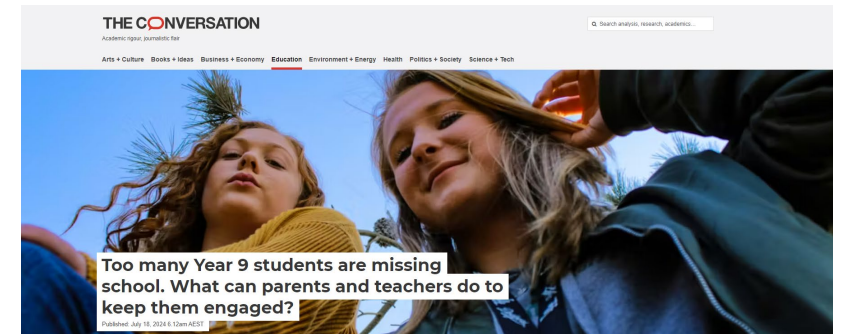 THE CONVERSATION
Academic rigour, journalistic flair
Search analysis, research, academics…
Arts + Culture Books + Ideas Business + Economy Education Environment + Energy Health Politics + Society Science + Tech
Too many Year 9 students are missing
school. What can parents and teachers do to
keep them engaged?
Published: July 18, 2024 6:12am AEST